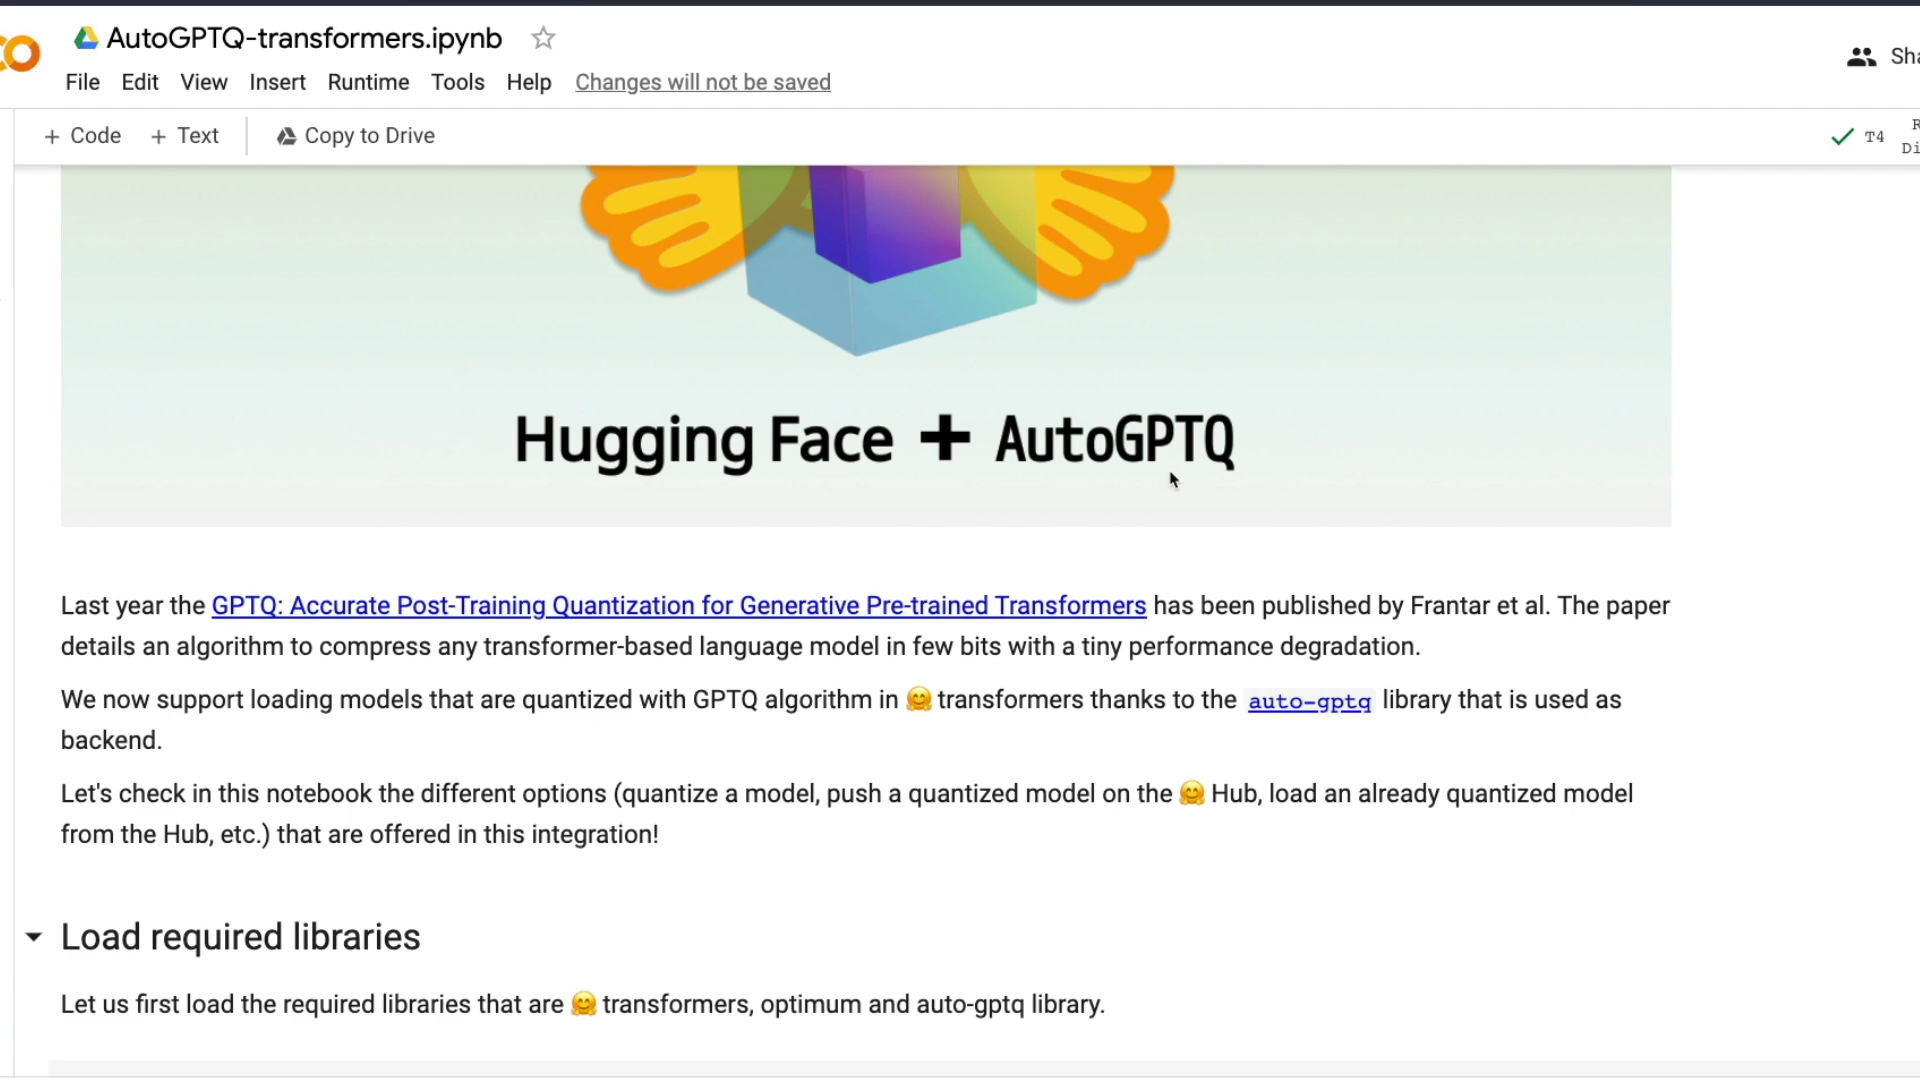 AutoGPTQ-transformers.ipynb
File Edit View Insert Runtime Tools Help Changes will not be saved
+ Code + Text Copy to Drive
T4
Hugging Face + AutoGPTQ
Last year the GPTQ: Accurate Post-Training Quantization for Generative Pre-trained Transformers has been published by Frantar et al. The paper
details an algorithm to compress any transformer-based language model in few bits with a tiny performance degradation.
We now support loading models that are quantized with GPTQ algorithm in 🤗 transformers thanks to the auto-gptq library that is used as
backend.
Let's check in this notebook the different options (quantize a model, push a quantized model on the 🤗 Hub, load an already quantized model
from the Hub, etc.) that are offered in this integration!
Load required libraries
Let us first load the required libraries that are 🤗 transformers, optimum and auto-gptq library.